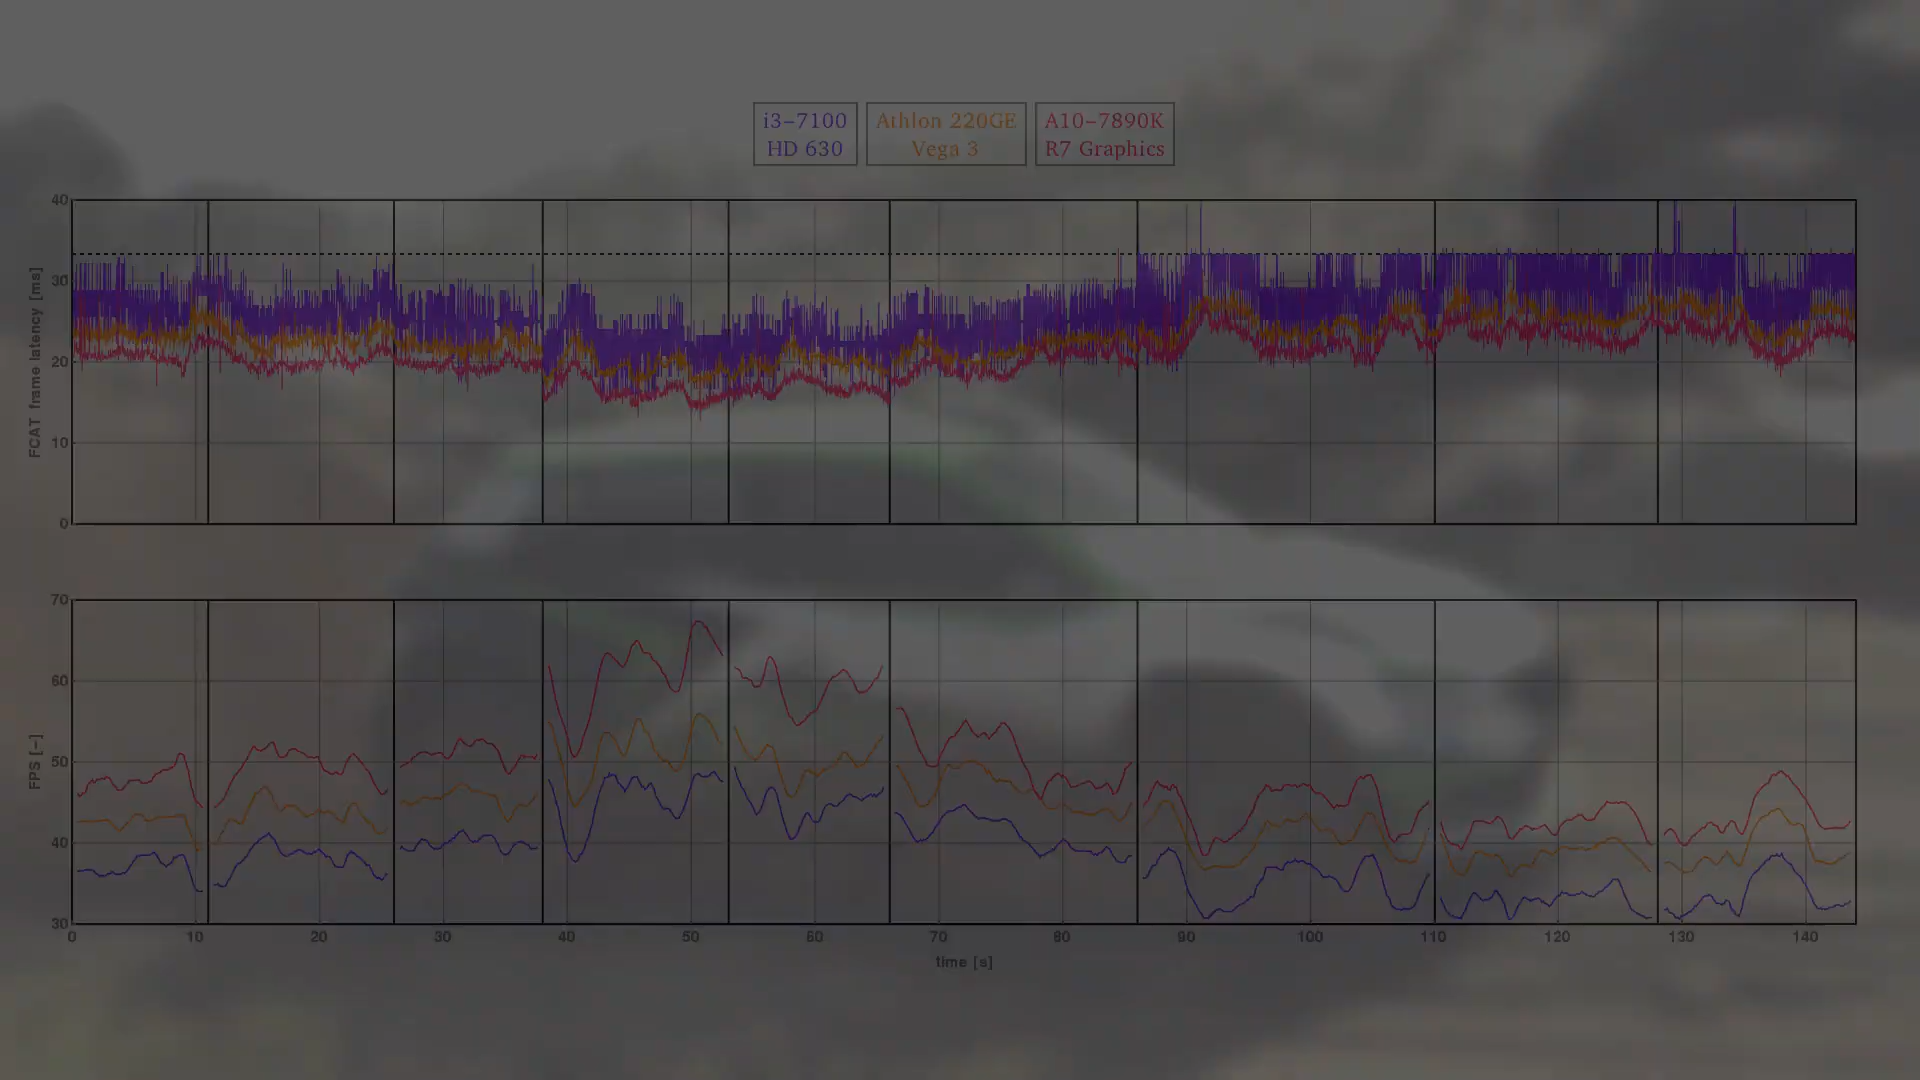 i3-7100
HD 630
Athlon 220GE
Vega 3
A10-7890K
R7 Graphics
40
30
20
10
0
FCAT frame latency [ms]
70
60
50
40
30
FPS [-]
0 10 20 30 40 50 60 70 80 90 100 110 120 130 140
time [s]